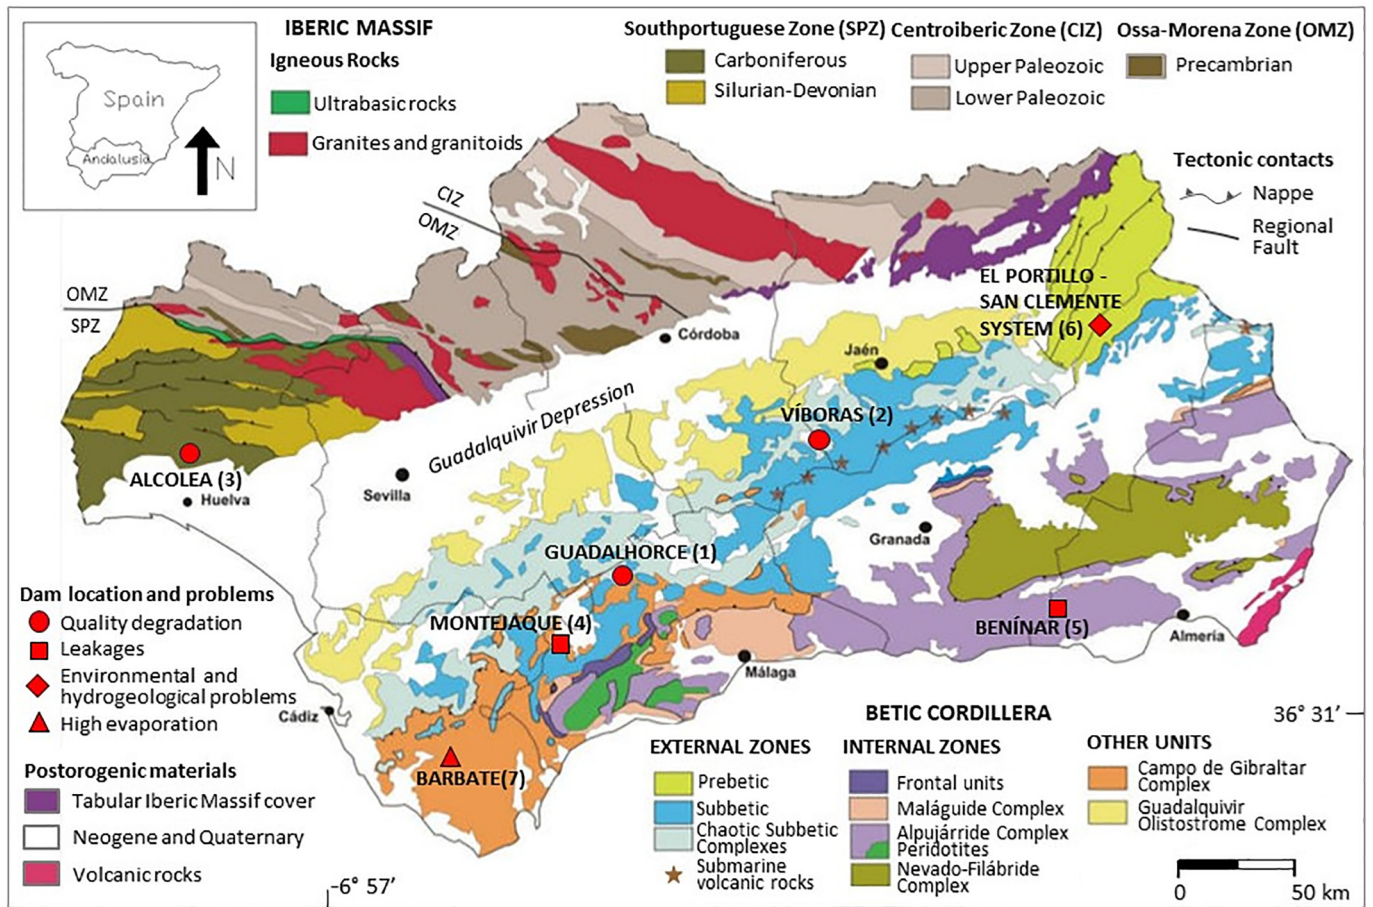 Spain
Andalusia
N
IBERIC MASSIF
Igneous Rocks
Ultrabasic rocks
Granites and granitoids
Southportuguese Zone (SPZ)
Carboniferous
Silurian-Devonian
Centroiberic Zone (CIZ)
Upper Paleozoic
Lower Paleozoic
Ossa-Morena Zone (OMZ)
Precambrian
Tectonic contacts
Nappe
Regional
Fault
CIZ
OMZ
OMZ
SPZ
EL PORTILLO -
SAN CLEMENTE
SYSTEM (6)
Córdoba
Jaén
Guadalquivir Depression
VÍBORAS (2)
ALCOLEA (3)
Huelva
Sevilla
Granada
GUADALHORCE (1)
MONTEJAQUE (4)
BENÍNAR (5)
Almería
Málaga
Cádiz
BARBATE(7)
Dam location and problems
Quality degradation
Leakages
Environmental and
hydrogeological problems
High evaporation
Postorogenic materials
Tabular Iberic Massif cover
Neogene and Quaternary
Volcanic rocks
-6° 57’
36° 31’
BETIC CORDILLERA
EXTERNAL ZONES
Prebetic
Subbetic
Chaotic Subbetic
Complexes
Submarine
volcanic rocks
INTERNAL ZONES
Frontal units
Maláguide Complex
Alpujárride Complex
Peridotites
Nevado-Filábride
Complex
OTHER UNITS
Campo de Gibraltar
Complex
Guadalquivir
Olistostrome Complex
0 50 km